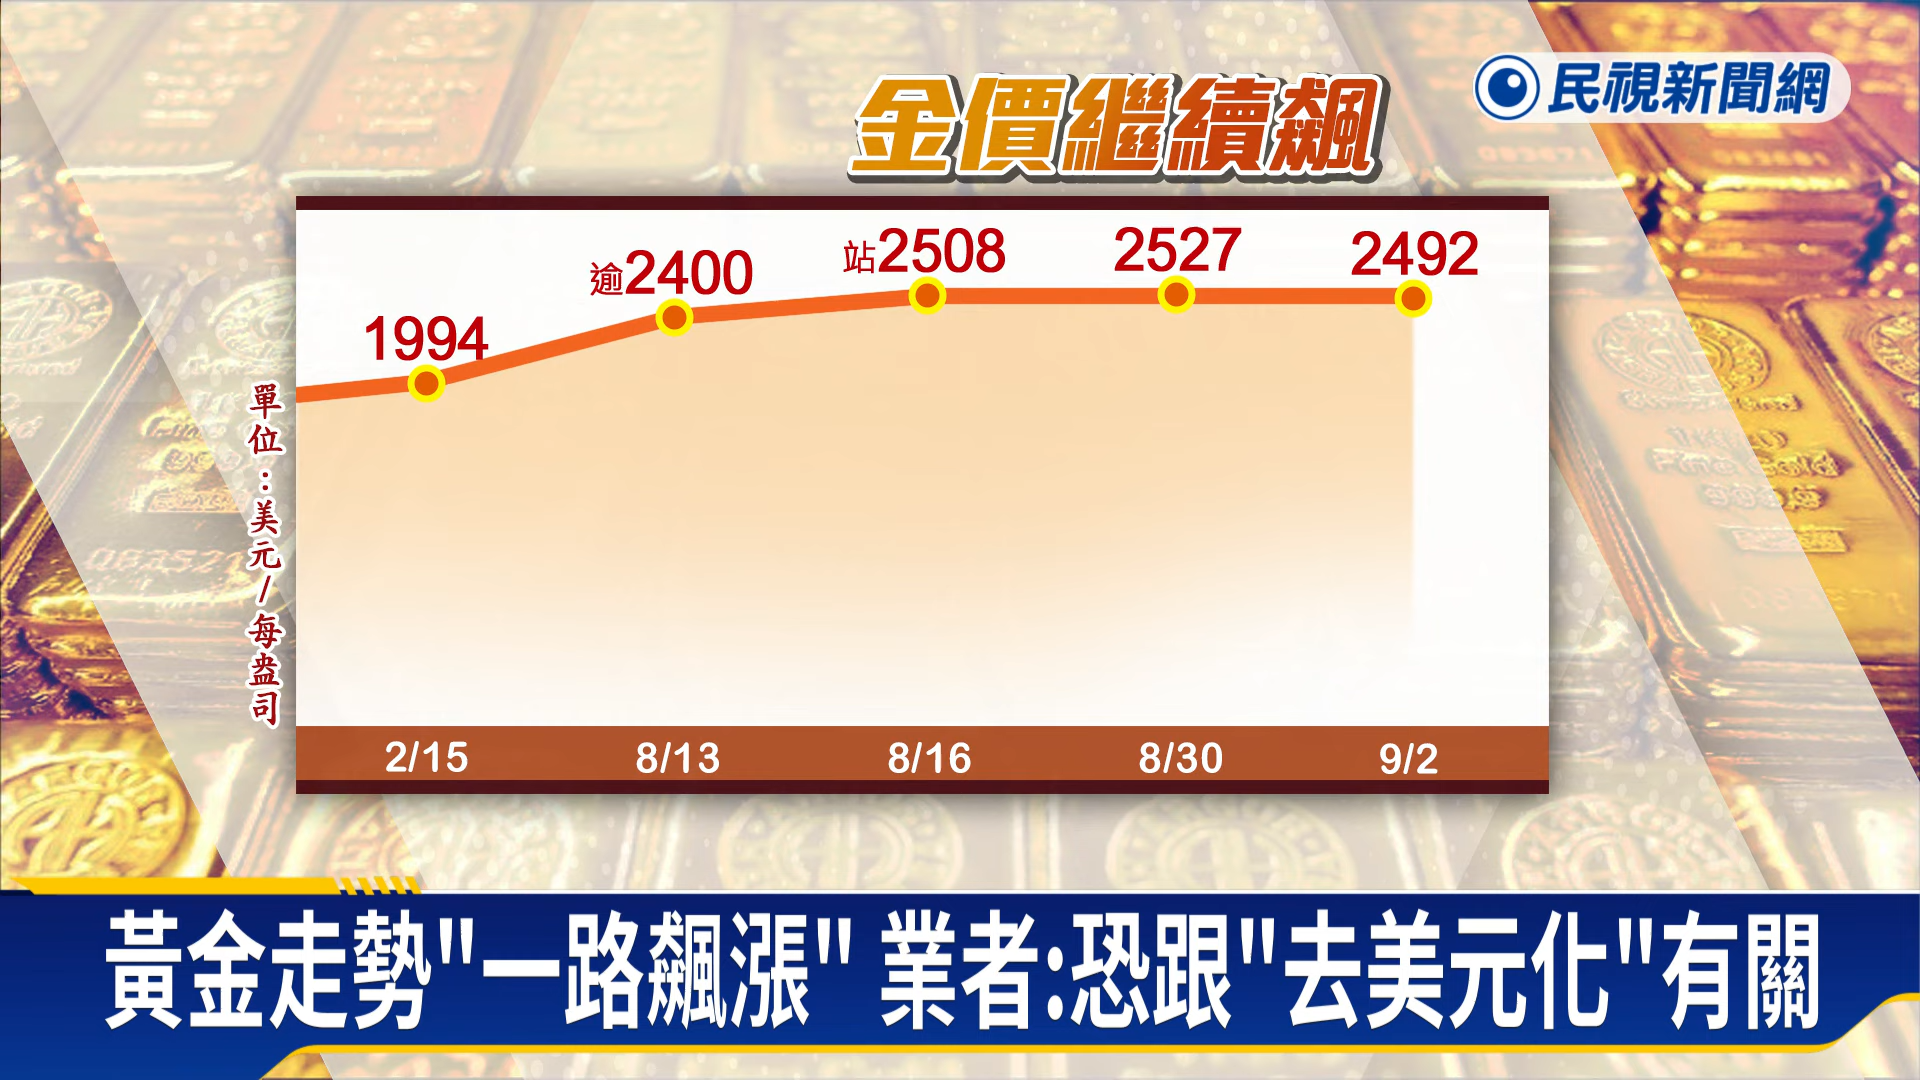 金價繼續飆
民視新聞網
1994
逾2400
站2508
2527
2492
單位:美元/每盎司
2/15
8/13
8/16
8/30
9/2
黃金走勢"一路飆漲" 業者:恐跟"去美元化"有關